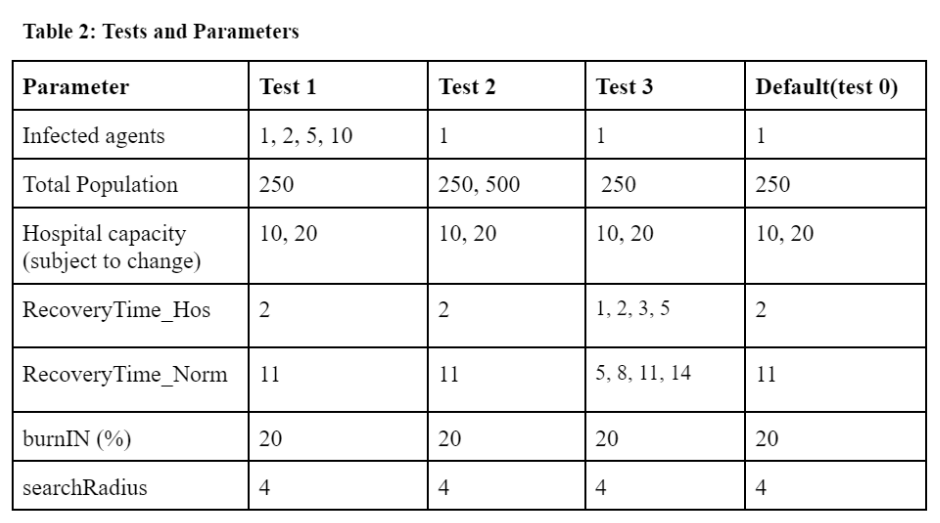 Table 2: Tests and Parameters
Parameter Test 1 Test 2 Test 3 Default(test 0)
Infected agents 1, 2, 5, 10 1 1 1
Total Population 250 250, 500 250 250
Hospital capacity 10, 20 10, 20 10, 20 10, 20
(subject to change)
RecoveryTime_Hos 2 2 1, 2, 3, 5 2
RecoveryTime_Norm 11 11 5, 8, 11, 14 11
burnIN (%) 20 20 20 20
searchRadius 4 4 4 4